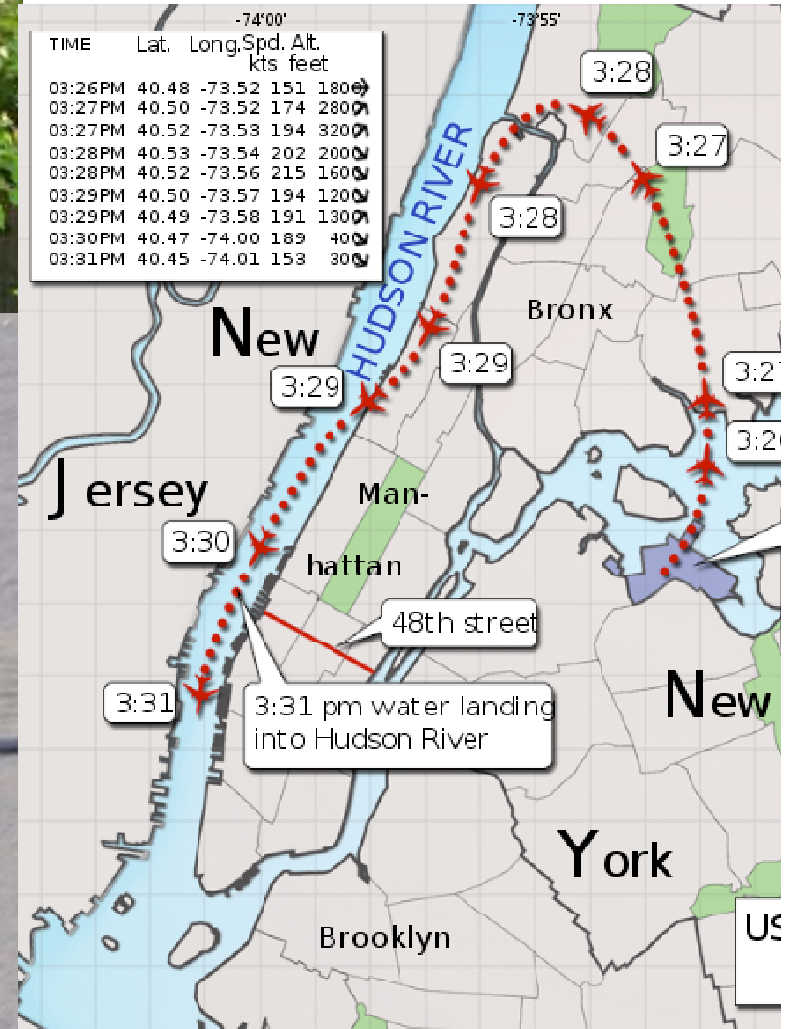 -74°00' -73°55'
TIME Lat. Long. Spd. Alt.
kts feet
03:26PM 40.48 -73.52 151 1800
03:27PM 40.50 -73.52 174 2800
03:27PM 40.52 -73.53 194 3200
03:28PM 40.53 -73.54 202 2000
03:28PM 40.52 -73.56 215 1600
03:29PM 40.50 -73.57 194 1200
03:29PM 40.49 -73.58 191 1300
03:30PM 40.47 -74.00 189 400
03:31PM 40.45 -74.01 153 300
3:28
3:27
HUDSON RIVER
3:28
Bronx
New
3:29
3:29
3:2
Jersey
Man-
3:30
hattan
48th street
3:31
3:31 pm water landing
into Hudson River
New
York
US
Brooklyn